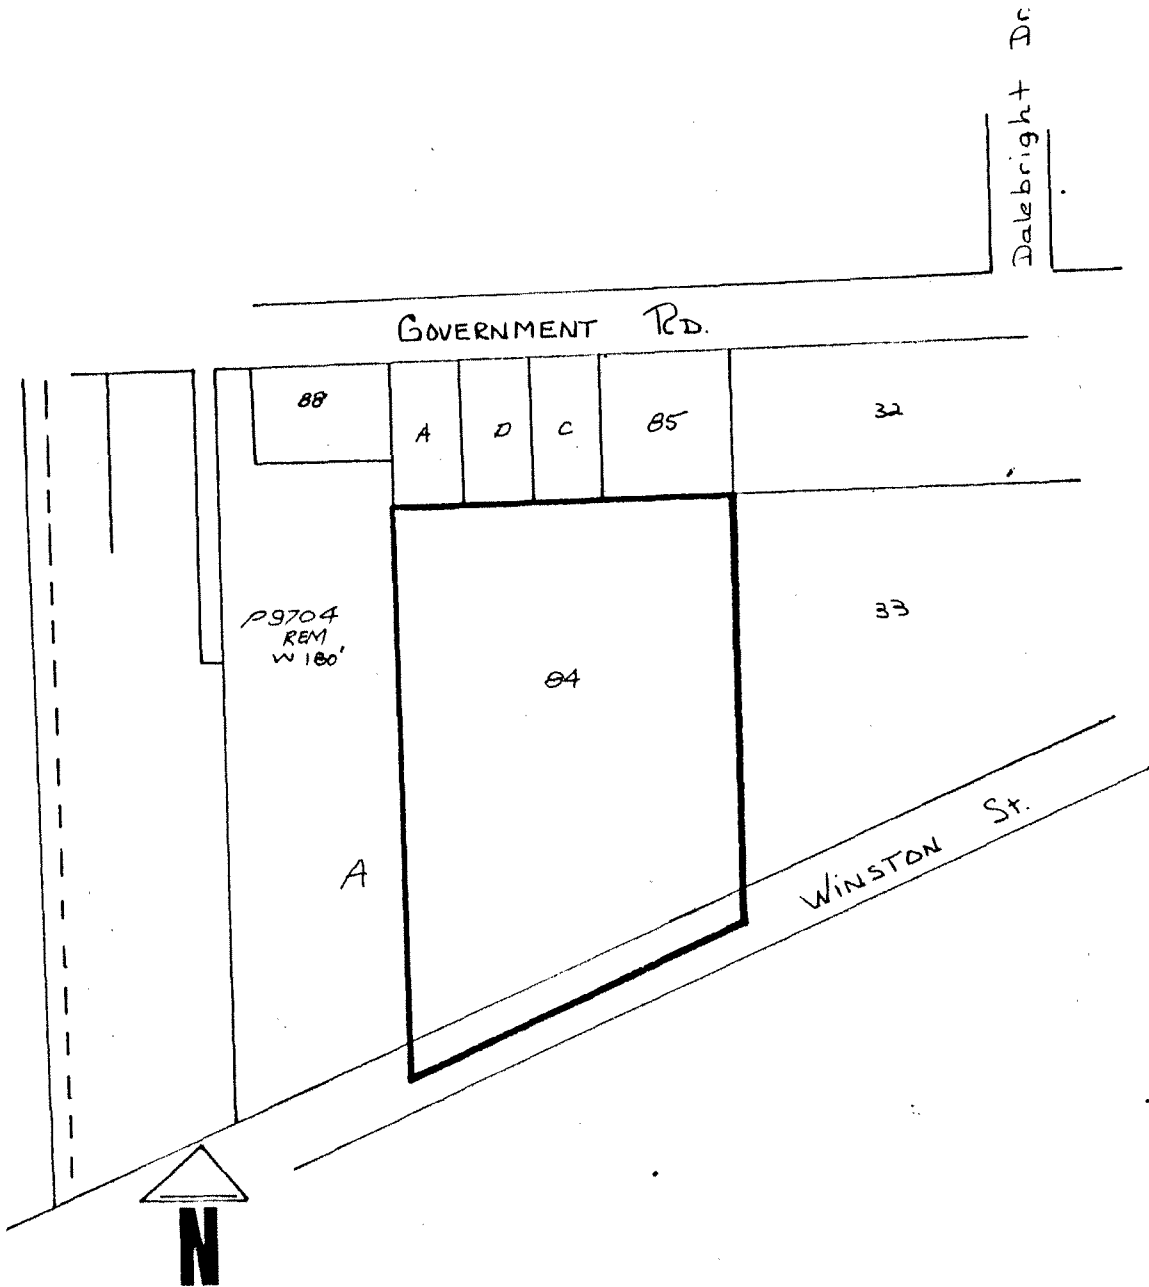 Dalebright Dr.
GOVERNMENT RD.
88
A
D
C
85
32
P9704
REM
W 180'
33
84
A
WINSTON St.
N